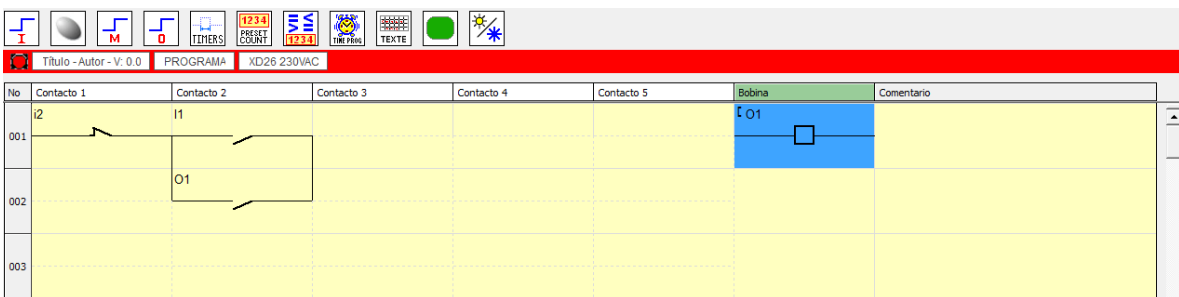 I
M
O
TIMERS
1234
PRESET
COUNT
1234
TIME PROG
TEXTE
Título - Autor - V: 0.0
PROGRAMA
XD26 230VAC
No
Contacto 1
Contacto 2
Contacto 3
Contacto 4
Contacto 5
Bobina
Comentario
001
i2
I1
[ O1
002
O1
003